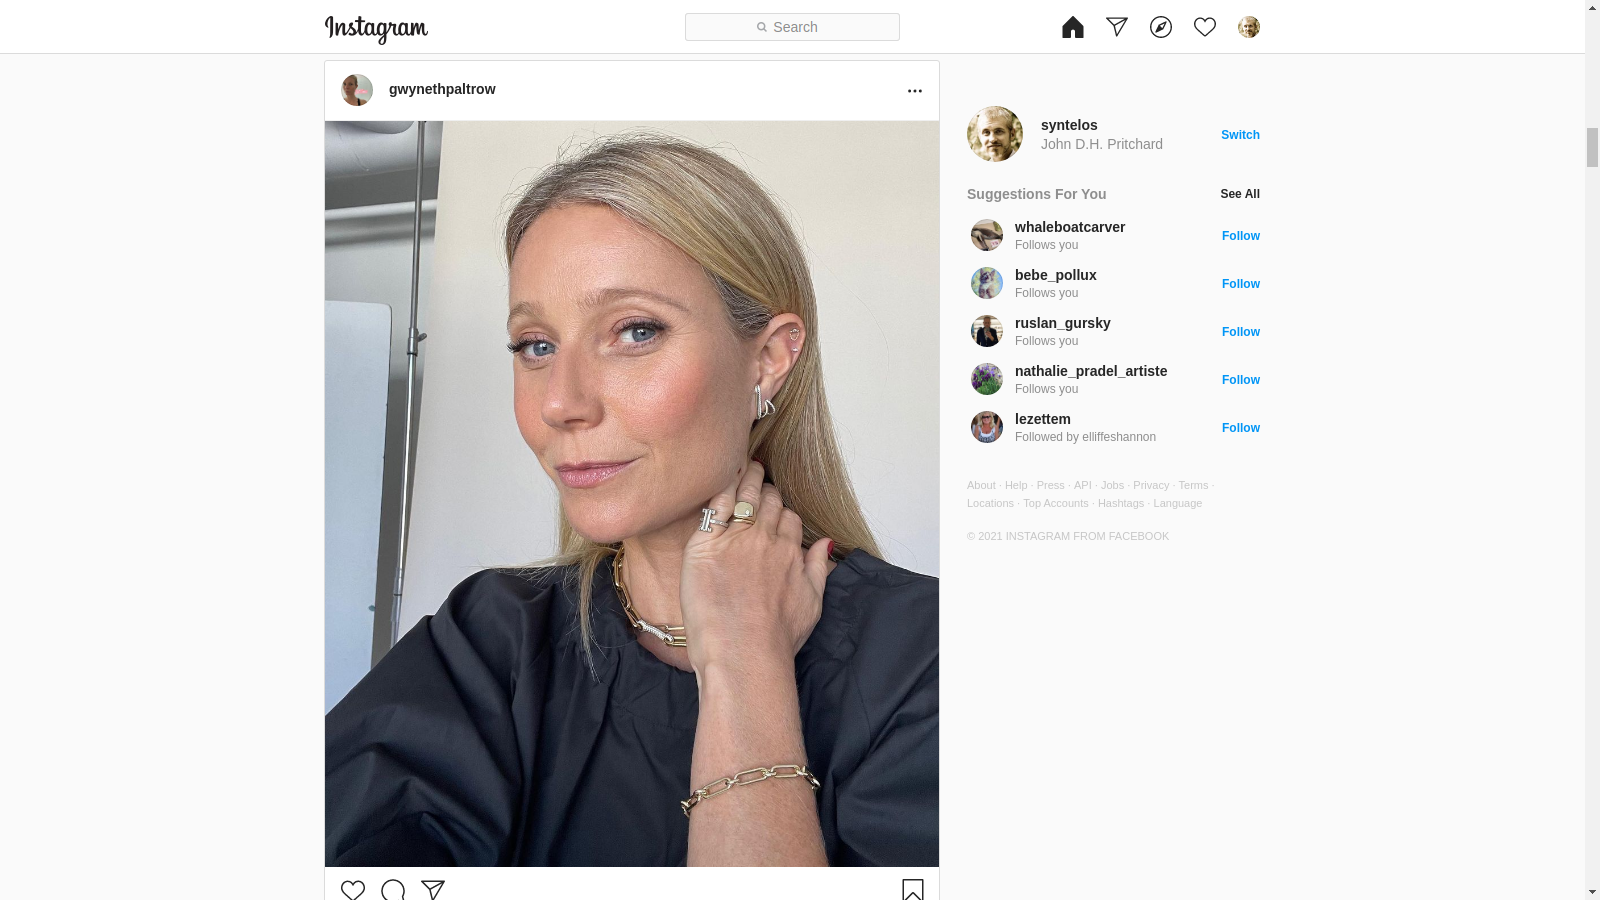 Instagram
Search
gwynethpaltrow
syntelos
John D.H. Pritchard
Switch
Suggestions For You
See All
whaleboatcarver
Follows you
Follow
bebe_pollux
Follows you
Follow
ruslan_gursky
Follows you
Follow
nathalie_pradel_artiste
Follows you
Follow
lezettem
Followed by elliffeshannon
Follow
About · Help · Press · API · Jobs · Privacy · Terms ·
Locations · Top Accounts · Hashtags · Language
© 2021 INSTAGRAM FROM FACEBOOK